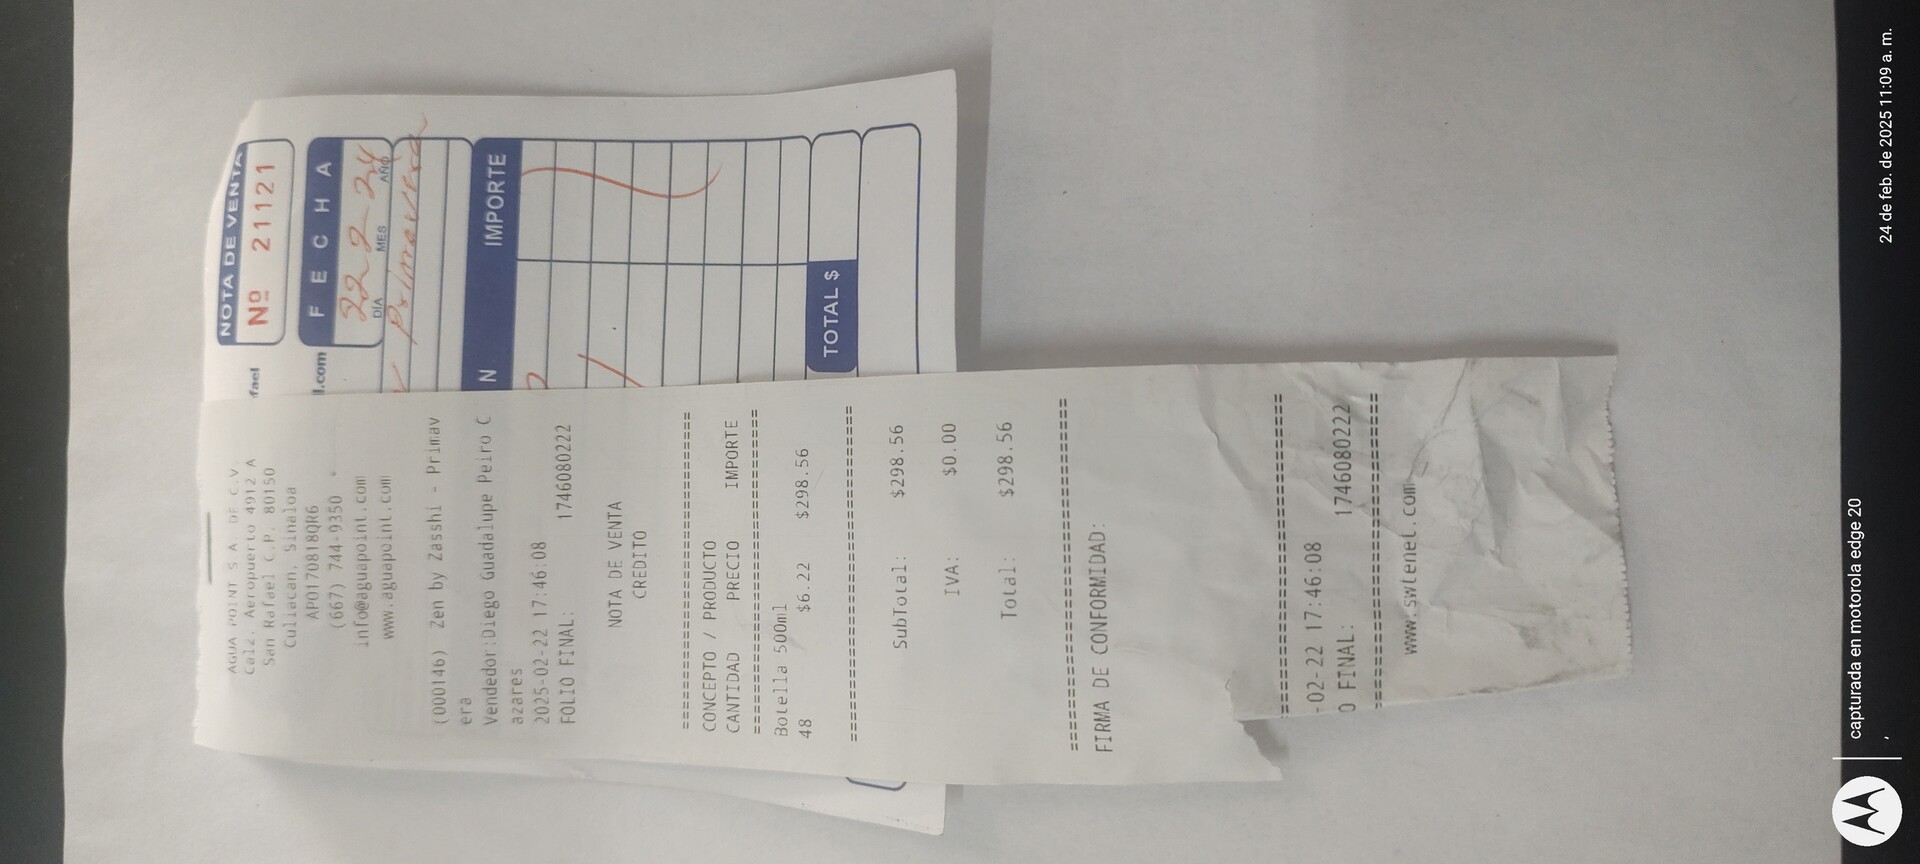 AGUA POINT S.A. DE C.V.
Calz. Aeropuerto 4912 A
San Rafael C.P. 80150
Culiacan, Sinaloa
APO170818QR6
(667) 744-9350
info@aguapoint.com
www.aguapoint.com
(000146) Zen by Zasshi - Primav
era
Vendedor:Diego Guadalupe Peiro C
azares
2025-02-22 17:46:08
FOLIO FINAL: 1746080222
NOTA DE VENTA
CREDITO
================================
CONCEPTO / PRODUCTO
CANTIDAD PRECIO IMPORTE
================================
Botella 500ml
48 $6.22 $298.56
================================
SubTotal: $298.56
IVA: $0.00
Total: $298.56
================================
FIRMA DE CONFORMIDAD:
================================
-02-22 17:46:08
O FINAL: 1746080222
================================
www.swtenet.com
NOTA DE VENTA
Nº 21121
fael
FECHA
l.com
22-2-24
DÍA MES AÑO
Primavera
N IMPORTE
TOTAL $
capturada en motorola edge 20
24 de feb. de 2025 11:09 a. m.